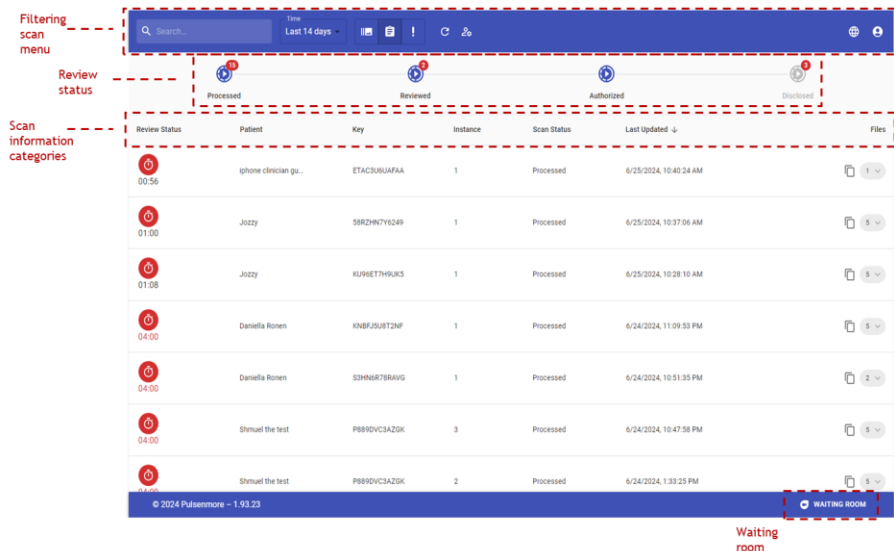 Filtering
scan
menu
Search...
Time
Last 14 days
Review
status
15
2
3
Processed
Reviewed
Authorized
Disclosed
Scan
information
categories
Review Status Patient Key Instance Scan Status Last Updated Files
00:56 iphone clinician gu... ETAC3U6UAFAA 1 Processed 6/25/2024, 10:40:24 AM 1
01:00 Jozzy 58RZHN7Y6249 1 Processed 6/25/2024, 10:37:06 AM 5
01:08 Jozzy KU96ET7H9UK5 1 Processed 6/25/2024, 10:28:10 AM 5
04:00 Daniella Ronen KNBFJ5U8T2NF 1 Processed 6/24/2024, 11:09:53 PM 5
04:00 Daniella Ronen S3HN6R78RAVG 1 Processed 6/24/2024, 10:51:35 PM 2
04:00 Shmuel the test P889DVC3AZGK 3 Processed 6/24/2024, 10:47:58 PM 5
04:00 Shmuel the test P889DVC3AZGK 2 Processed 6/24/2024, 1:33:25 PM 5
© 2024 Pulsenmore – 1.93.23
WAITING ROOM
Waiting
room